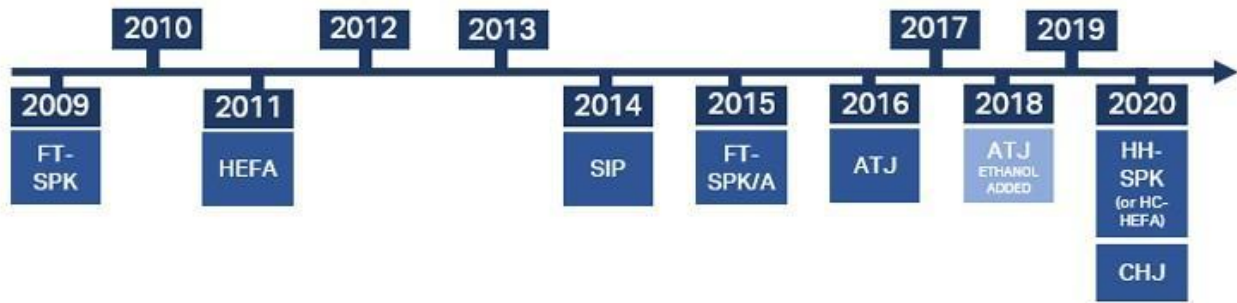 2010
2012
2013
2017
2019
2009
FT-
SPK
2011
HEFA
2014
SIP
2015
FT-
SPK/A
2016
ATJ
2018
ATJ
ETHANOL
ADDED
2020
HH-
SPK
(or HC-
HEFA)
CHJ